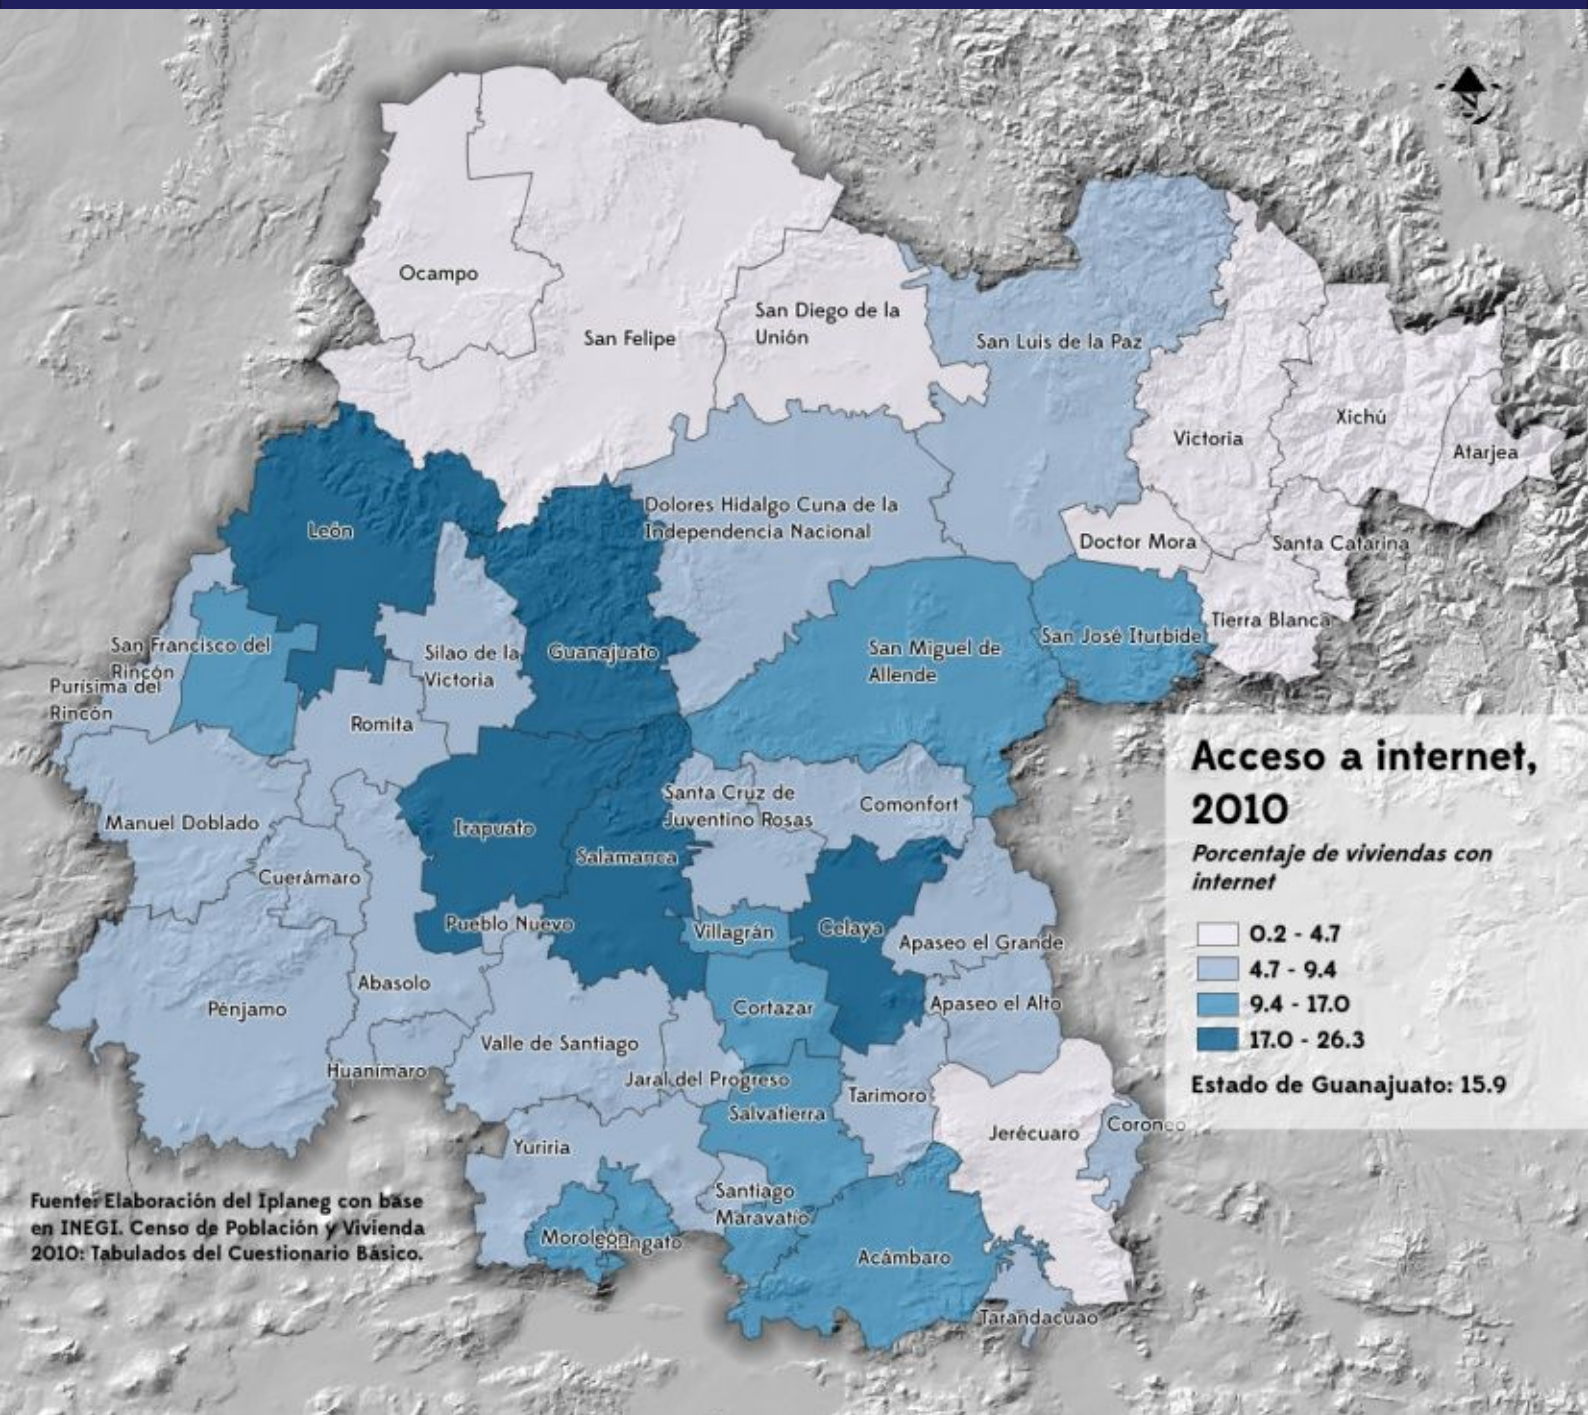 Ocampo
San Felipe
San Diego de la
Unión
San Luis de la Paz
Xichú
Victoria
Atarjea
León
Dolores Hidalgo Cuna de la
Independencia Nacional
Doctor Mora
Santa Catarina
Tierra Blanca
San José Iturbide
San Miguel de
Allende
Guanajuato
Silao de la
Victoria
San Francisco del
Rincón
Purísima del
Rincón
Romita
Manuel Doblado
Cuerámaro
Irapuato
Salamanca
Santa Cruz de
Juventino Rosas
Comonfort
Pueblo Nuevo
Villagrán
Celaya
Apaseo el Grande
Abasolo
Pénjamo
Cortazar
Apaseo el Alto
Valle de Santiago
Huanímaro
Jaral del Progreso
Tarimoro
Salvatierra
Jerécuaro
Yuriria
Santiago
Maravatío
Moroleón
Acámbaro
Tarandacuao
Acceso a internet,
2010
Porcentaje de viviendas con
internet
0.2 - 4.7
4.7 - 9.4
9.4 - 17.0
17.0 - 26.3
Estado de Guanajuato: 15.9
Fuente: Elaboración del Iplaneg con base
en INEGI. Censo de Población y Vivienda
2010: Tabulados del Cuestionario Básico.